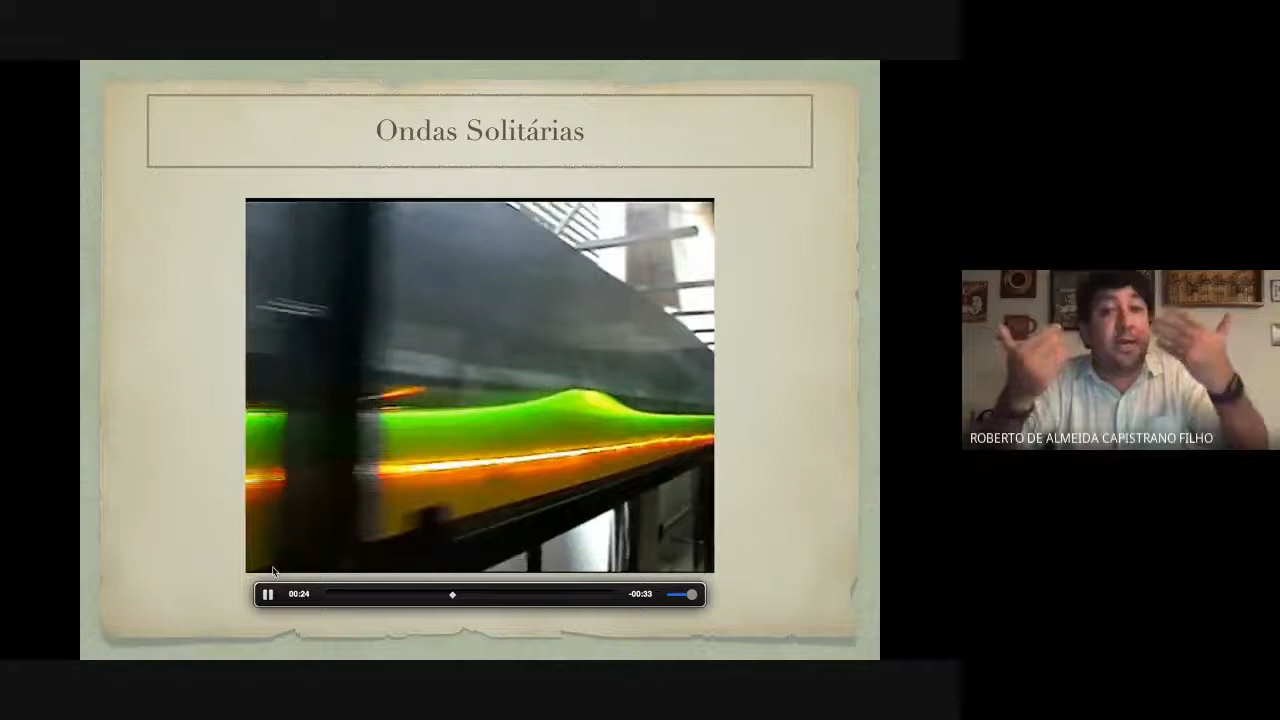 Ondas Solitárias
00:24
-00:33
ROBERTO DE ALMEIDA CAPISTRANO FILHO